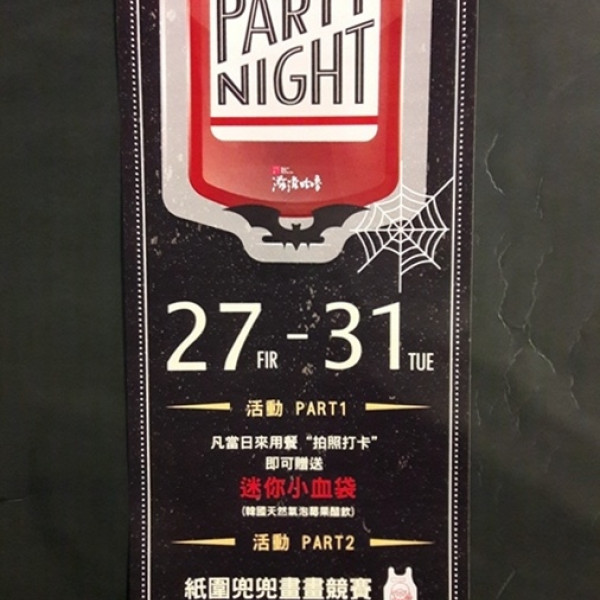 PARTY
NIGHT
27 FIR - 31 TUE
活動 PART1
凡當日來用餐 "拍照打卡"
即可贈送
迷你小血袋
(韓國天然氣泡莓果醋飲)
活動 PART2
紙圍兜兜畫畫競賽